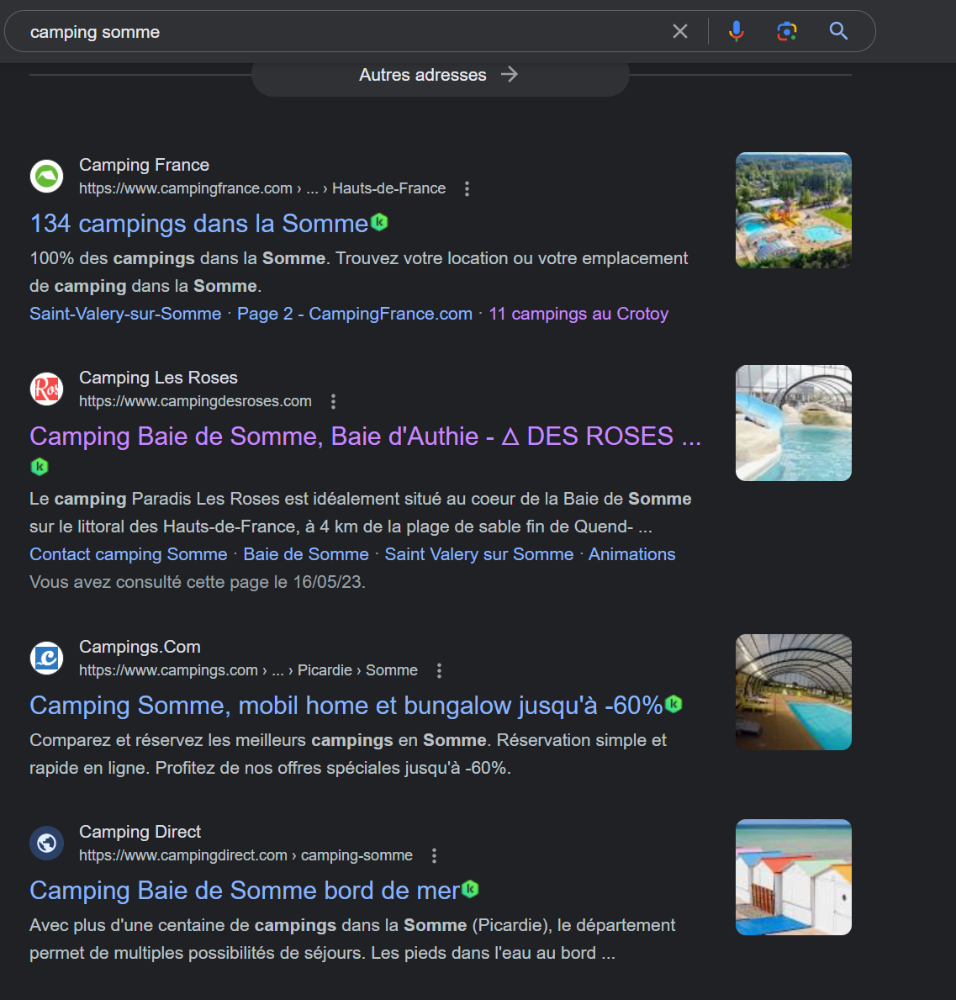 camping somme
Autres adresses
Camping France
https://www.campingfrance.com › ... › Hauts-de-France
134 campings dans la Somme
100% des campings dans la Somme. Trouvez votre location ou votre emplacement
de camping dans la Somme.
Saint-Valery-sur-Somme · Page 2 - CampingFrance.com · 11 campings au Crotoy
Camping Les Roses
https://www.campingdesroses.com
Camping Baie de Somme, Baie d'Authie - Δ DES ROSES ...
Le camping Paradis Les Roses est idéalement situé au coeur de la Baie de Somme
sur le littoral des Hauts-de-France, à 4 km de la plage de sable fin de Quend- ...
Contact camping Somme · Baie de Somme · Saint Valery sur Somme · Animations
Vous avez consulté cette page le 16/05/23.
Campings.Com
https://www.campings.com › ... › Picardie › Somme
Camping Somme, mobil home et bungalow jusqu'à -60%
Comparez et réservez les meilleurs campings en Somme. Réservation simple et
rapide en ligne. Profitez de nos offres spéciales jusqu'à -60%.
Camping Direct
https://www.campingdirect.com › camping-somme
Camping Baie de Somme bord de mer
Avec plus d'une centaine de campings dans la Somme (Picardie), le département
permet de multiples possibilités de séjours. Les pieds dans l'eau au bord ...